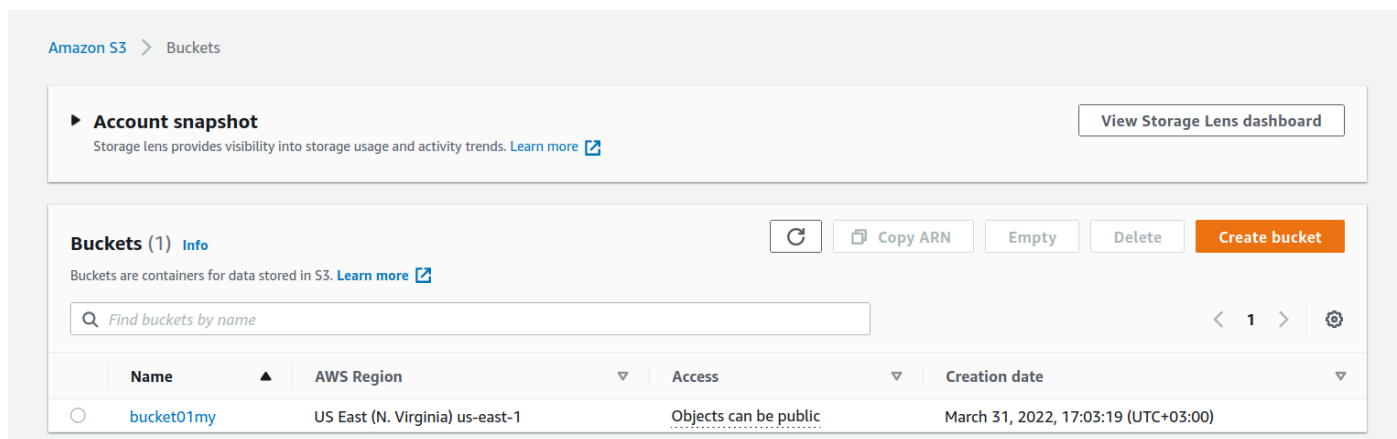 Amazon S3 > Buckets
Account snapshot
View Storage Lens dashboard
Storage lens provides visibility into storage usage and activity trends. Learn more
Buckets (1) Info
Copy ARN Empty Delete Create bucket
Buckets are containers for data stored in S3. Learn more
Find buckets by name
< 1 >
Name AWS Region Access Creation date
bucket01my US East (N. Virginia) us-east-1 Objects can be public March 31, 2022, 17:03:19 (UTC+03:00)